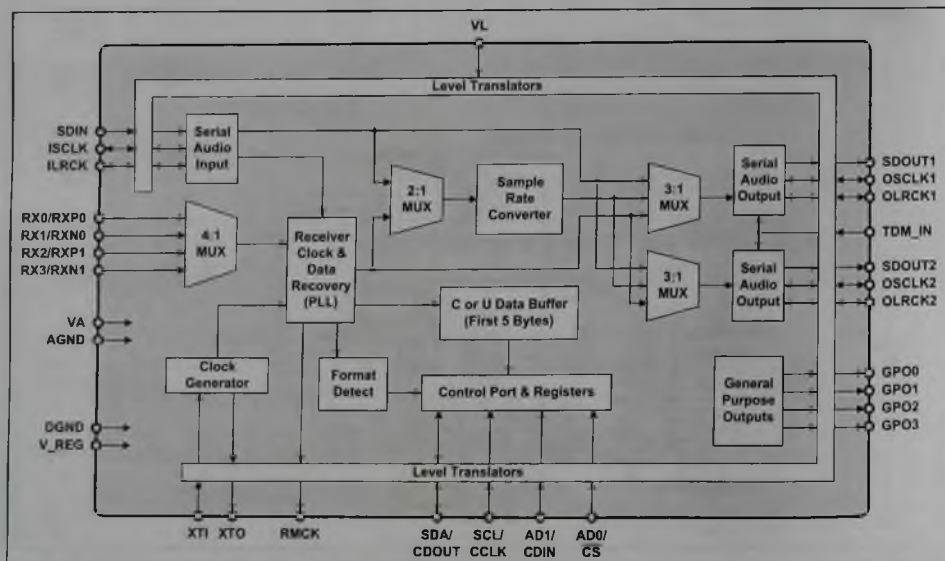 VL
Level Translators
SDIN
ISCLK
ILRCK
Serial
Audio
Input
2:1
MUX
Sample
Rate
Converter
3:1
MUX
Serial
Audio
Output
SDOUT1
OSCLK1
OLRCK1
RX0/RXP0
RX1/RXN0
RX2/RXP1
RX3/RXN1
4:1
MUX
Receiver
Clock &
Data
Recovery
(PLL)
TDM_IN
3:1
MUX
Serial
Audio
Output
SDOUT2
OSCLK2
OLRCK2
C or U Data Buffer
(First 5 Bytes)
VA
AGND
Clock
Generator
Format
Detect
Control Port & Registers
General
Purpose
Outputs
GPO0
GPO1
GPO2
GPO3
DGND
V_REG
Level Translators
XTI
XTO
RMCK
SDA/
CDOUT
SCL/
CCLK
AD1/
CDIN
AD0/
CS